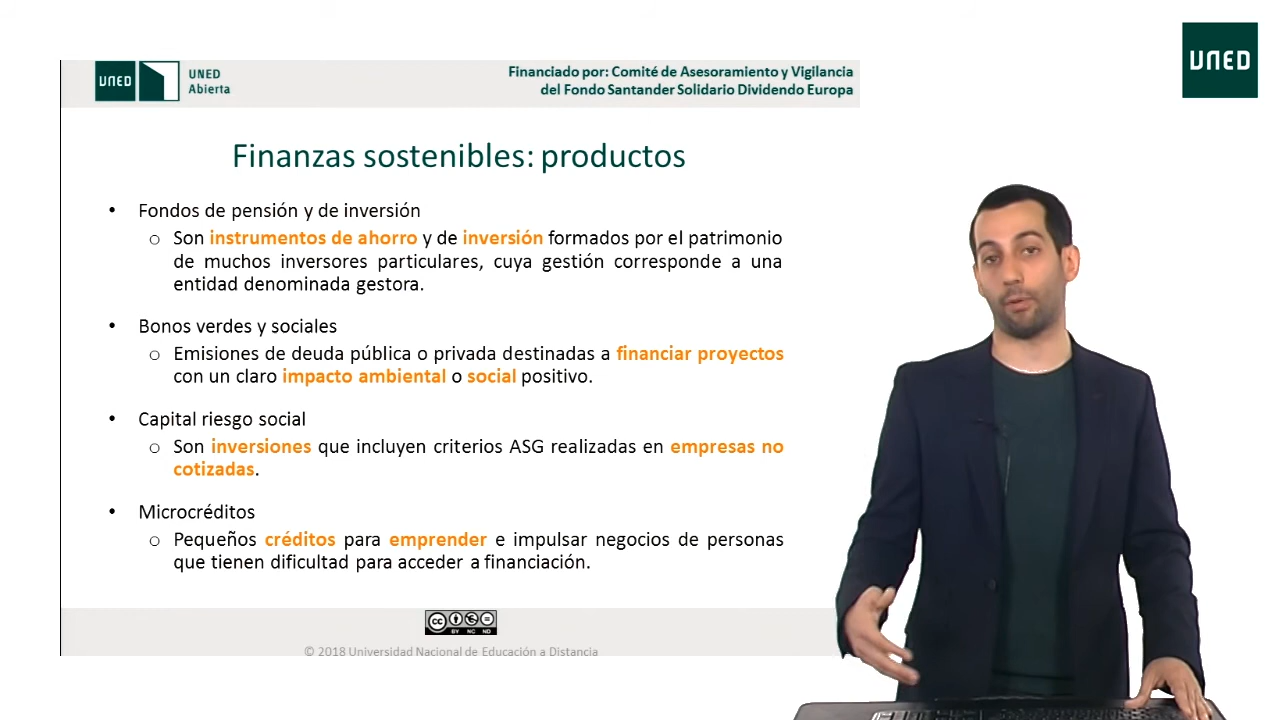 UNED
UNED
Abierta
Financiado por: Comité de Asesoramiento y Vigilancia
del Fondo Santander Solidario Dividendo Europa
UNED
Finanzas sostenibles: productos
• Fondos de pensión y de inversión
o Son instrumentos de ahorro y de inversión formados por el patrimonio
de muchos inversores particulares, cuya gestión corresponde a una
entidad denominada gestora.
• Bonos verdes y sociales
o Emisiones de deuda pública o privada destinadas a financiar proyectos
con un claro impacto ambiental o social positivo.
• Capital riesgo social
o Son inversiones que incluyen criterios ASG realizadas en empresas no
cotizadas.
• Microcréditos
o Pequeños créditos para emprender e impulsar negocios de personas
que tienen dificultad para acceder a financiación.
cc BY NC ND
© 2018 Universidad Nacional de Educación a Distancia